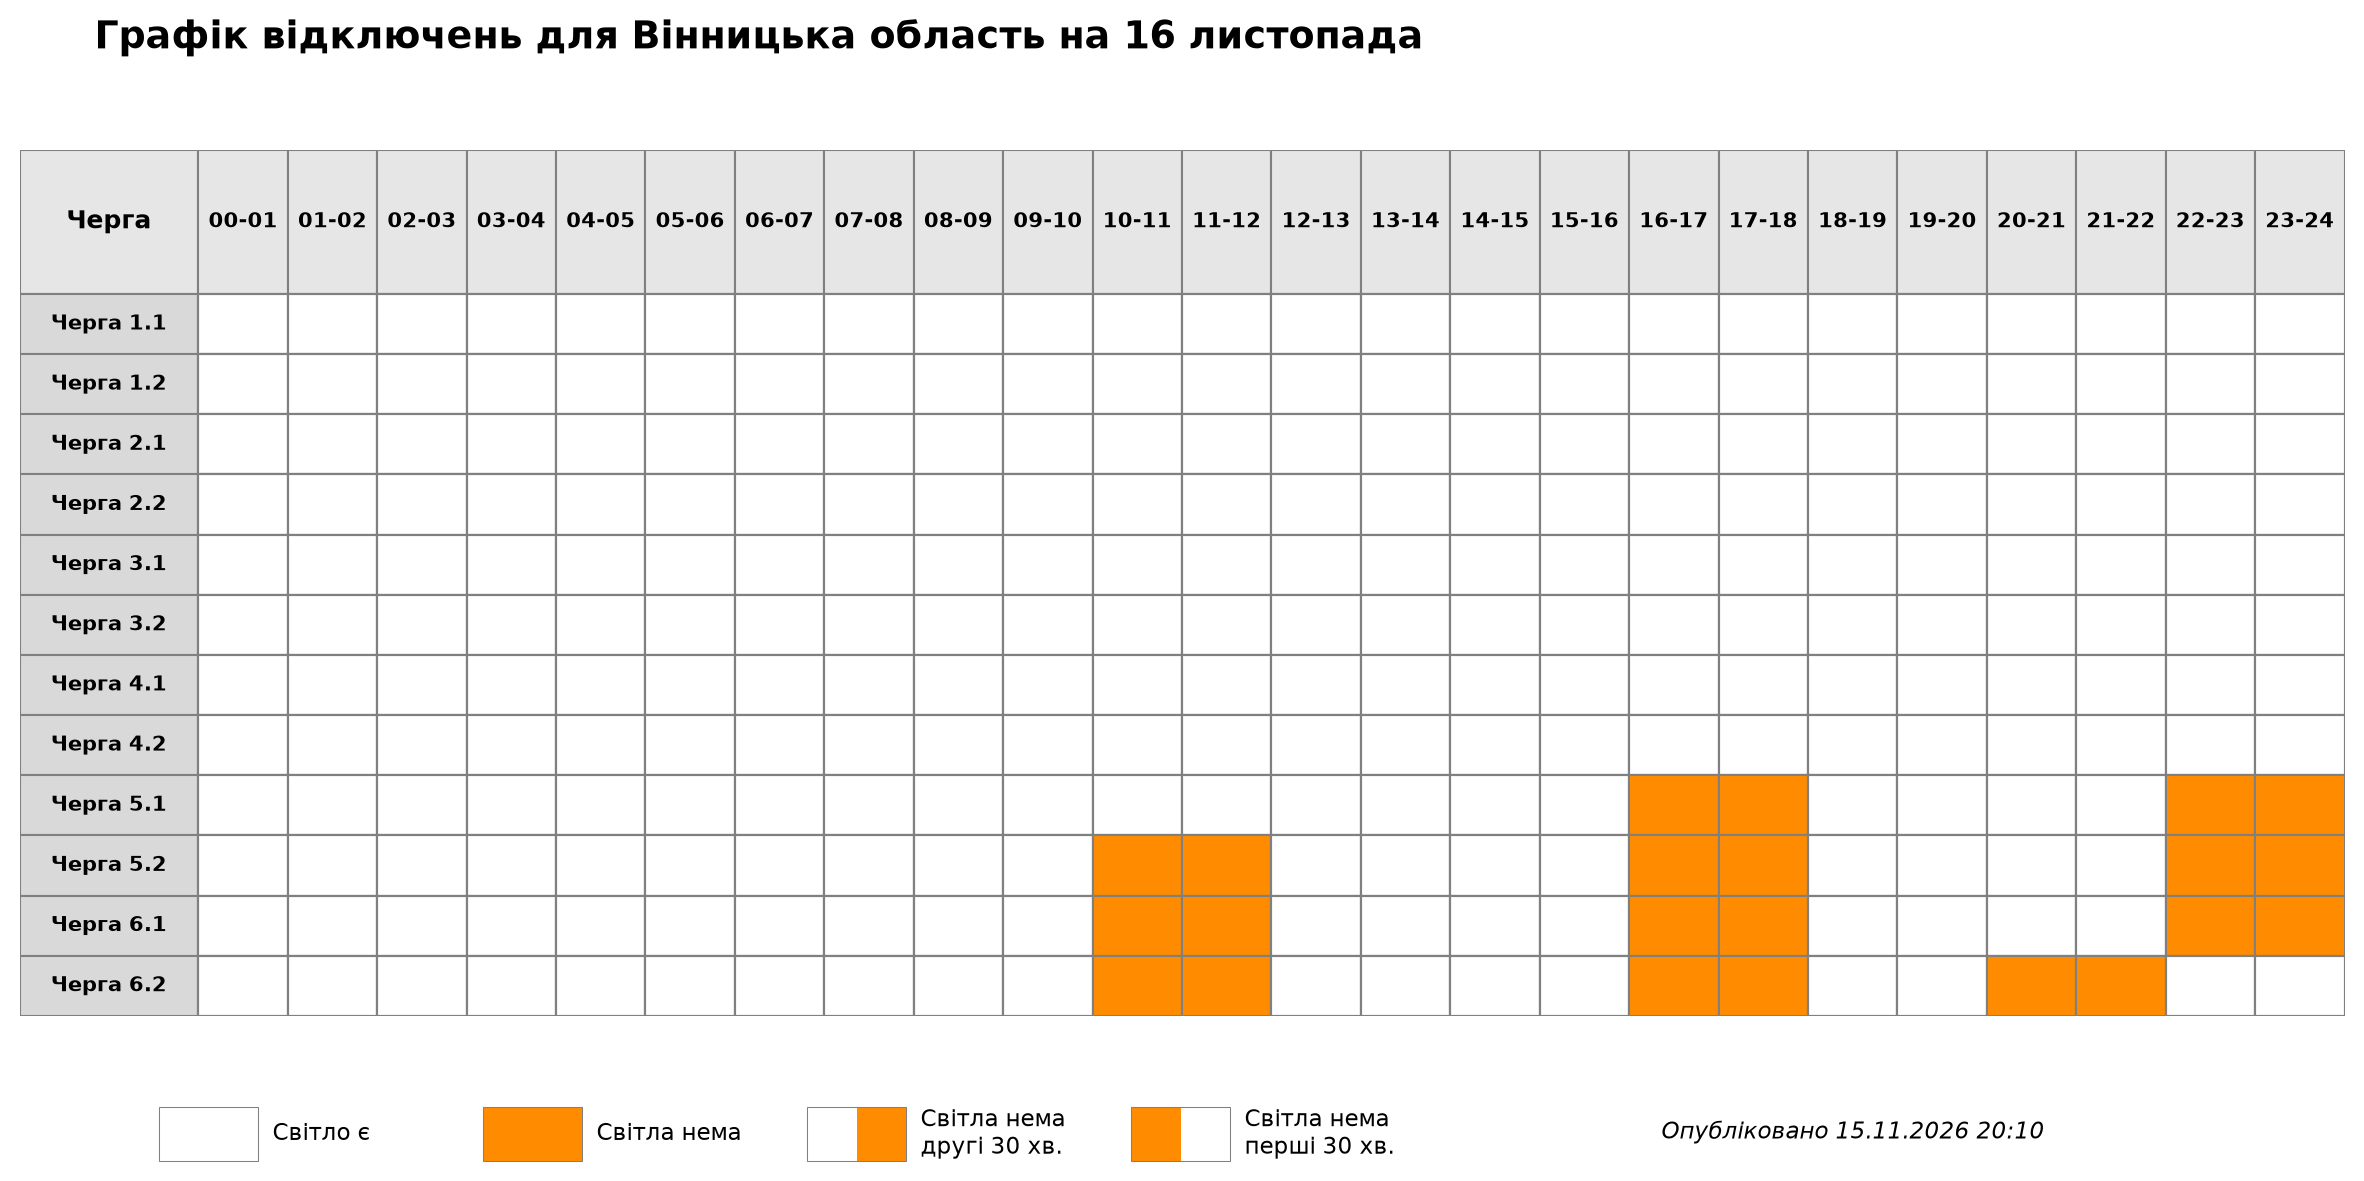 Графік відключень для Вінницька область на 16 листопада
Черга 00-01 01-02 02-03 03-04 04-05 05-06 06-07 07-08 08-09 09-10 10-11 11-12 12-13 13-14 14-15 15-16 16-17 17-18 18-19 19-20 20-21 21-22 22-23 23-24
Черга 1.1
Черга 1.2
Черга 2.1
Черга 2.2
Черга 3.1
Черга 3.2
Черга 4.1
Черга 4.2
Черга 5.1
Черга 5.2
Черга 6.1
Черга 6.2
Світло є
Світла нема
Світла нема
другі 30 хв.
Світла нема
перші 30 хв.
Опубліковано 15.11.2026 20:10